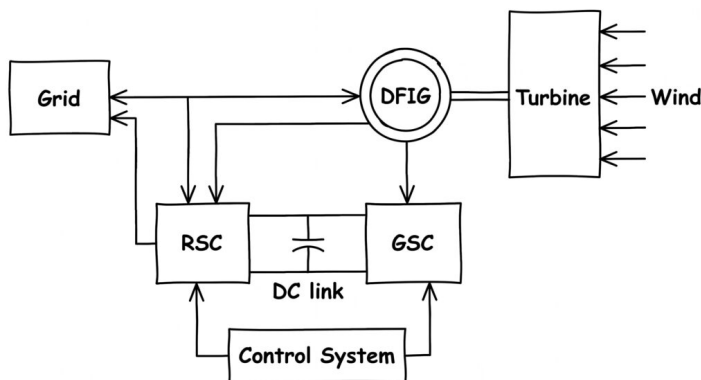 Grid
DFIG
Turbine
Wind
RSC
GSC
DC link
Control System